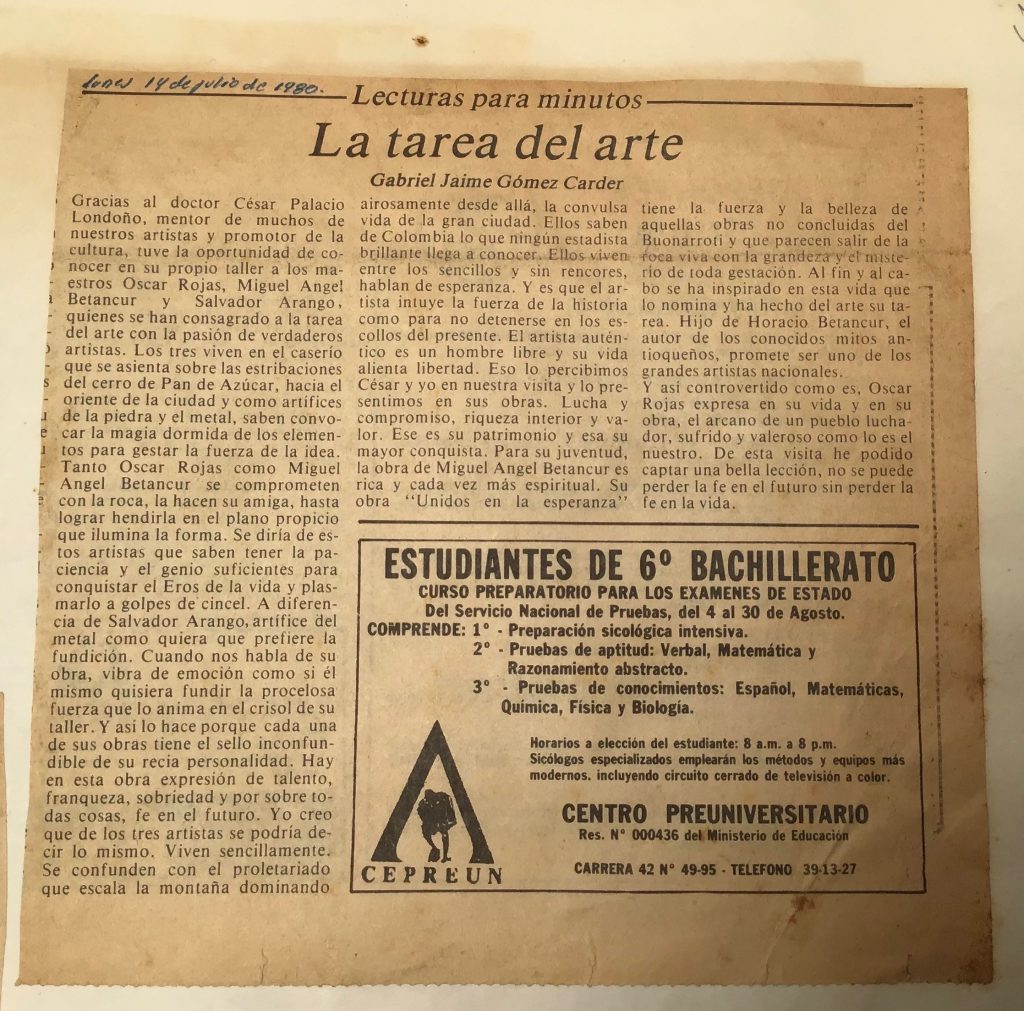 lunes 14 de julio de 1980.
Lecturas para minutos
La tarea del arte
Gabriel Jaime Gómez Carder
Gracias al doctor César Palacio
Londoño, mentor de muchos de
nuestros artistas y promotor de la
cultura, tuve la oportunidad de co-
nocer en su propio taller a los ma-
estros Oscar Rojas, Miguel Angel
Betancur y Salvador Arango,
quienes se han consagrado a la tarea
del arte con la pasión de verdaderos
artistas. Los tres viven en el caserío
que se asienta sobre las estribaciones
del cerro de Pan de Azúcar, hacia el
oriente de la ciudad y como artífices
de la piedra y el metal, saben convo-
car la magia dormida de los elemen-
tos para gestar la fuerza de la idea.
Tanto Oscar Rojas como Miguel
Angel Betancur se comprometen
con la roca, la hacen su amiga, hasta
lograr hendirla en el plano propicio
que ilumina la forma. Se diría de es-
tos artistas que saben tener la pa-
ciencia y el genio suficientes para
conquistar el Eros de la vida y plas-
marlo a golpes de cincel. A diferen-
cia de Salvador Arango, artífice del
metal como quiera que prefiere la
fundición. Cuando nos habla de su
obra, vibra de emoción como si él
mismo quisiera fundir la procelosa
fuerza que lo anima en el crisol de su
taller. Y así lo hace porque cada una
de sus obras tiene el sello inconfun-
dible de su recia personalidad. Hay
en esta obra expresión de talento,
franqueza, sobriedad y por sobre to-
das cosas, fe en el futuro. Yo creo
que de los tres artistas se podría de-
cir lo mismo. Viven sencillamente.
Se confunden con el proletariado
que escala la montaña dominando
airosamente desde allá, la convulsa
vida de la gran ciudad. Ellos saben
de Colombia lo que ningún estadista
brillante llega a conocer. Ellos viven
entre los sencillos y sin rencores,
hablan de esperanza. Y es que el ar-
tista intuye la fuerza de la historia
como para no detenerse en los es-
collos del presente. El artista autén-
tico es un hombre libre y su vida
alienta libertad. Eso lo percibimos
César y yo en nuestra visita y lo pre-
sentimos en sus obras. Lucha y
compromiso, riqueza interior y va-
lor. Ese es su patrimonio y esa su
mayor conquista. Para su juventud,
la obra de Miguel Angel Betancur es
rica y cada vez más espiritual. Su
obra "Unidos en la esperanza"
tiene la fuerza y la belleza de
aquellas obras no concluidas del
Buonarroti y que parecen salir de la
roca viva con la grandeza y el miste-
rio de toda gestación. Al fin y al ca-
bo se ha inspirado en esta vida que
lo nomina y ha hecho del arte su ta-
rea. Hijo de Horacio Betancur, el
autor de los conocidos mitos an-
tioqueños, promete ser uno de los
grandes artistas nacionales.
Y así controvertido como es, Oscar
Rojas expresa en su vida y en su
obra, el arcano de un pueblo lucha-
dor, sufrido y valeroso como lo es el
nuestro. De esta visita he podido
captar una bella lección, no se puede
perder la fe en el futuro sin perder la
fe en la vida.
ESTUDIANTES DE 6º BACHILLERATO
CURSO PREPARATORIO PARA LOS EXAMENES DE ESTADO
Del Servicio Nacional de Pruebas, del 4 al 30 de Agosto.
COMPRENDE: 1º - Preparación sicológica intensiva.
2º - Pruebas de aptitud: Verbal, Matemática y
Razonamiento abstracto.
3º - Pruebas de conocimientos: Español, Matemáticas,
Química, Física y Biología.
Horarios a elección del estudiante: 8 a.m. a 8 p.m.
Sicólogos especializados emplearán los métodos y equipos más
modernos. incluyendo circuito cerrado de televisión a color.
CENTRO PREUNIVERSITARIO
Res. Nº 000436 del Ministerio de Educación
CARRERA 42 Nº 49-95 - TELEFONO 39-13-27
CEPREUN